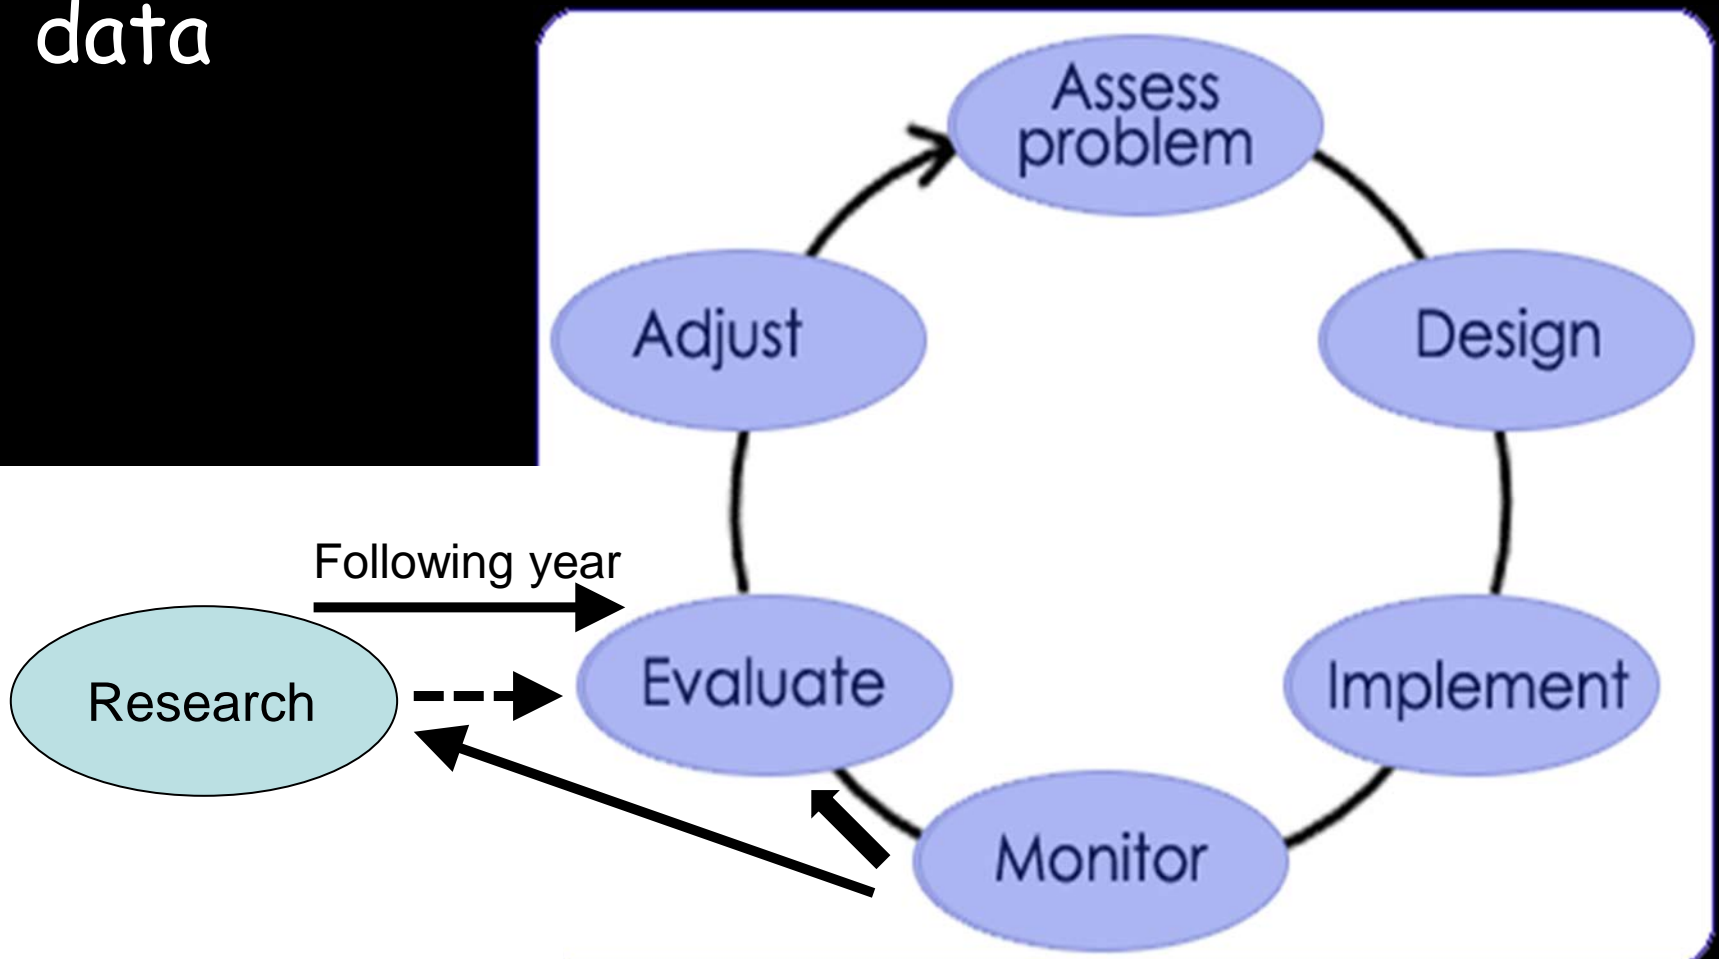 data
Assess
problem
Adjust
Design
Following year
Research
Evaluate
Implement
Monitor